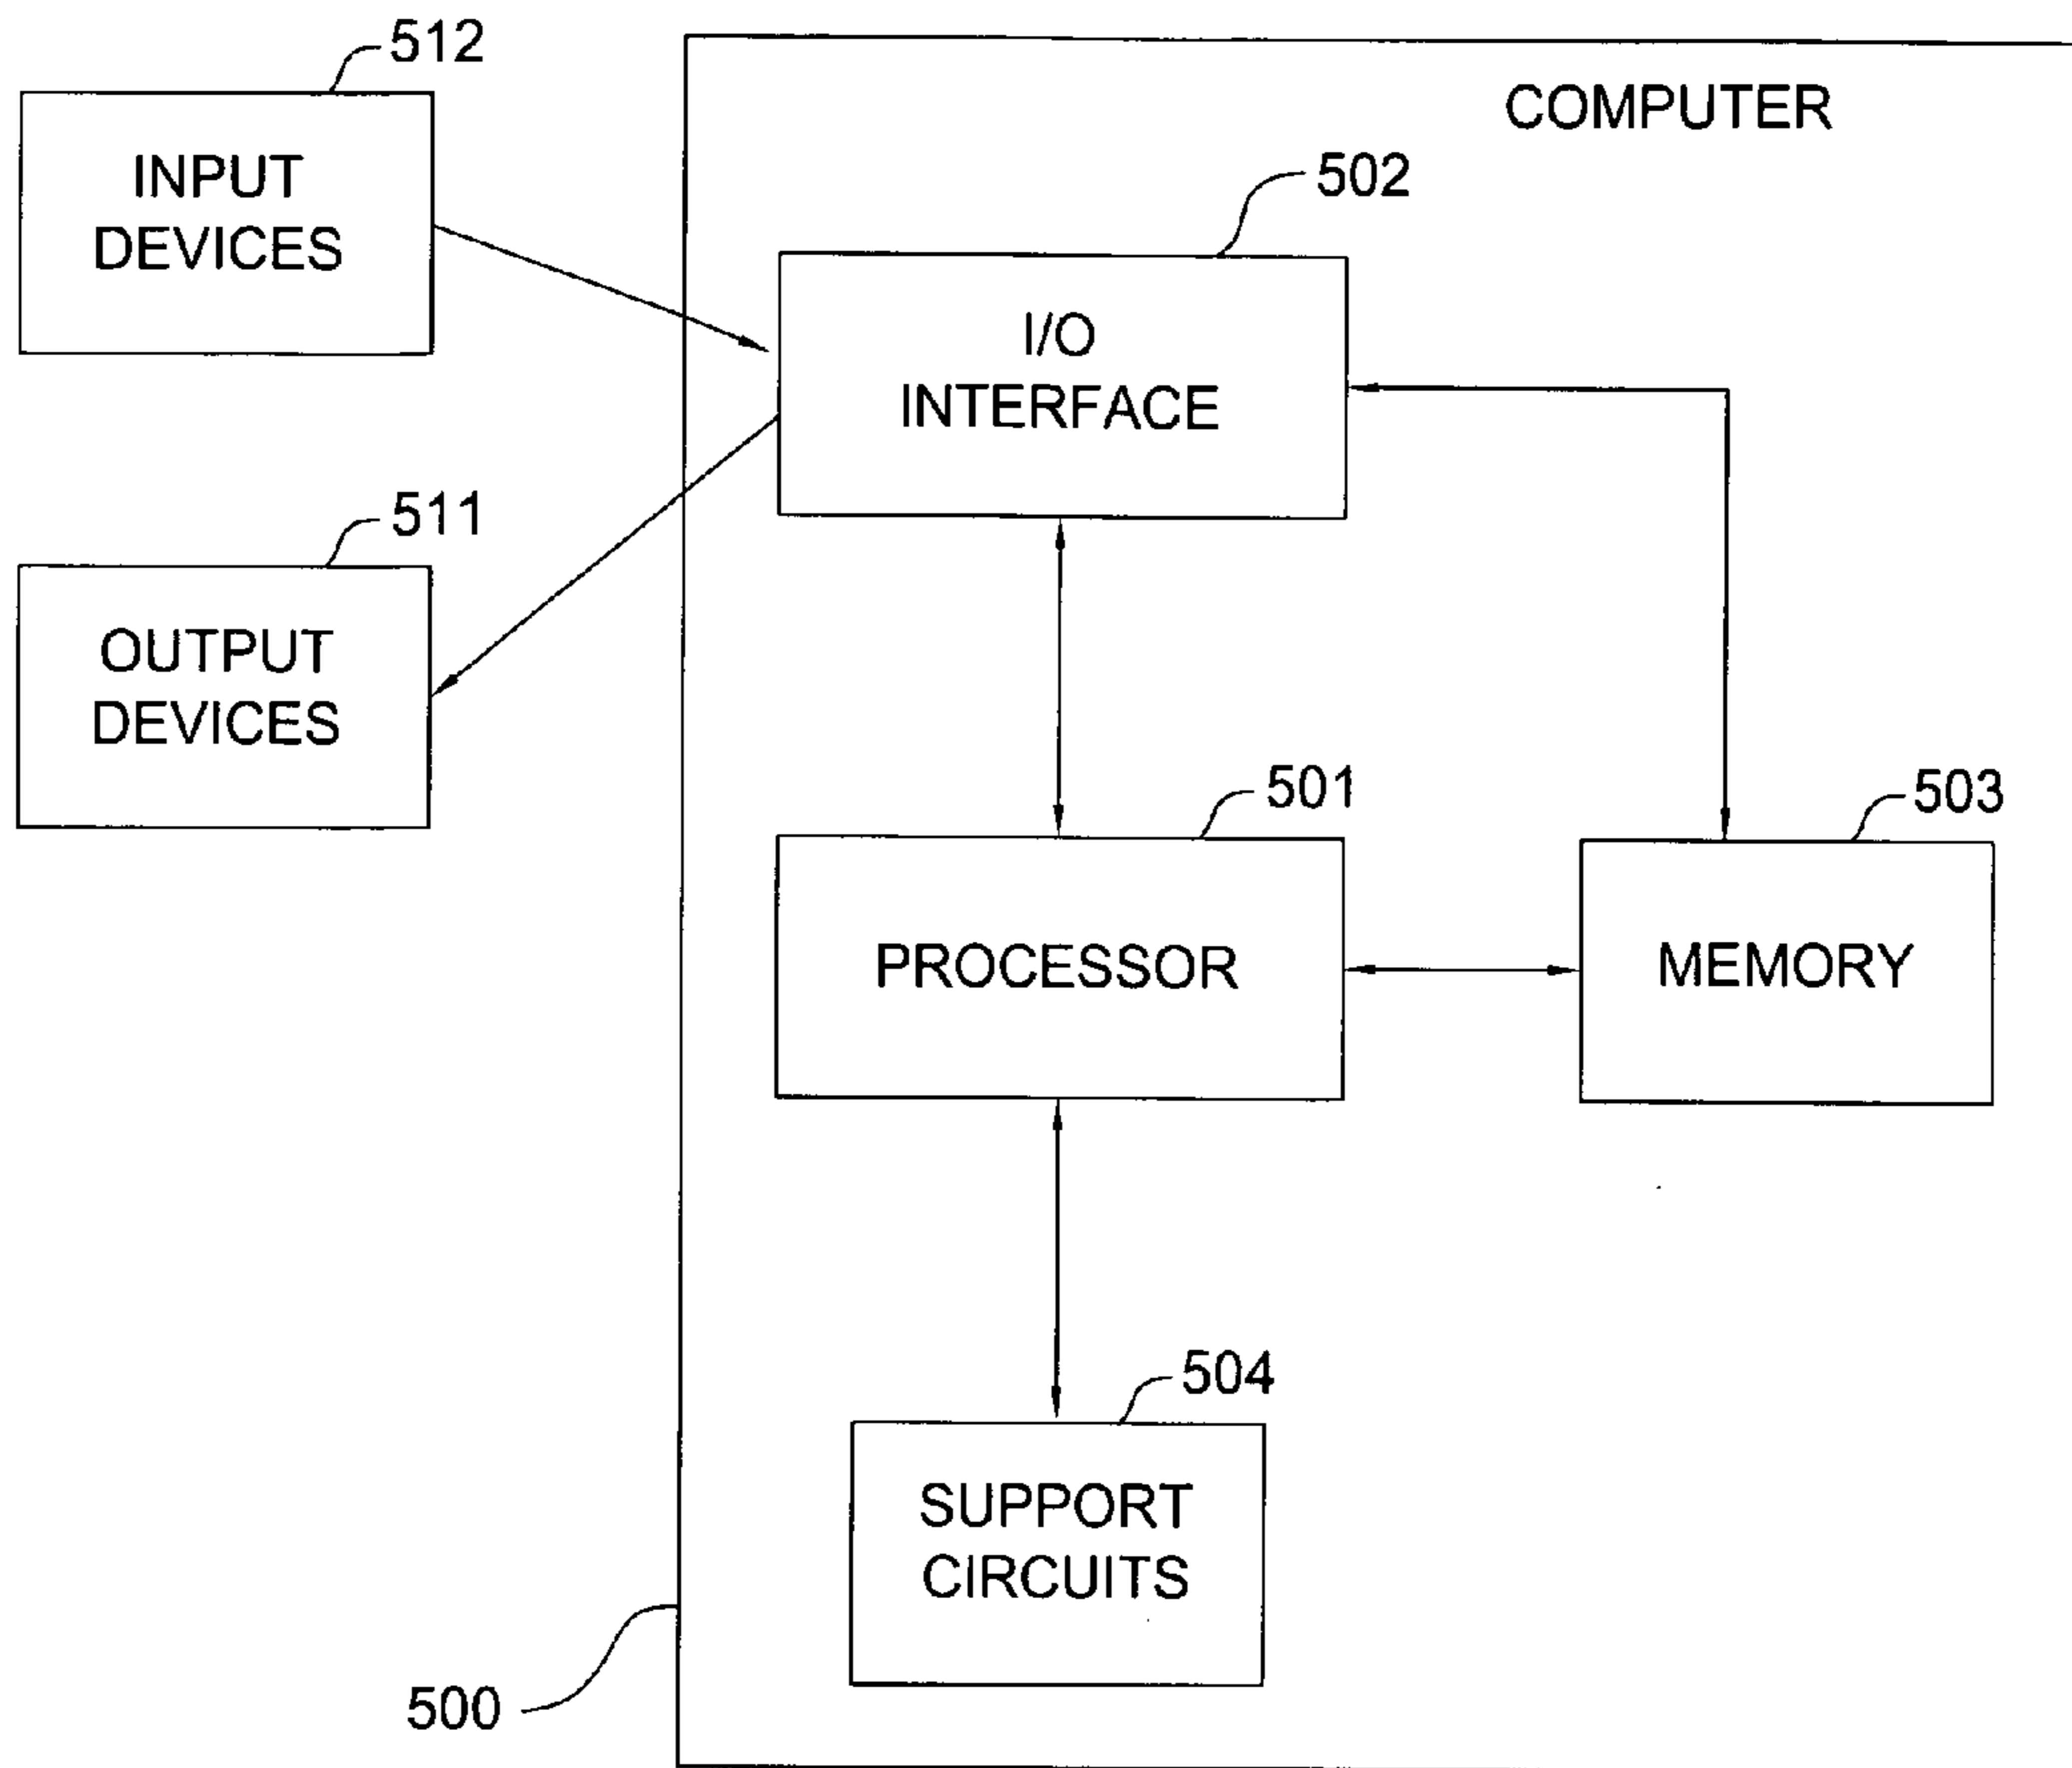 512
COMPUTER
INPUT
DEVICES
502
I/O
INTERFACE
511
OUTPUT
DEVICES
501
503
PROCESSOR
MEMORY
504
SUPPORT
CIRCUITS
500